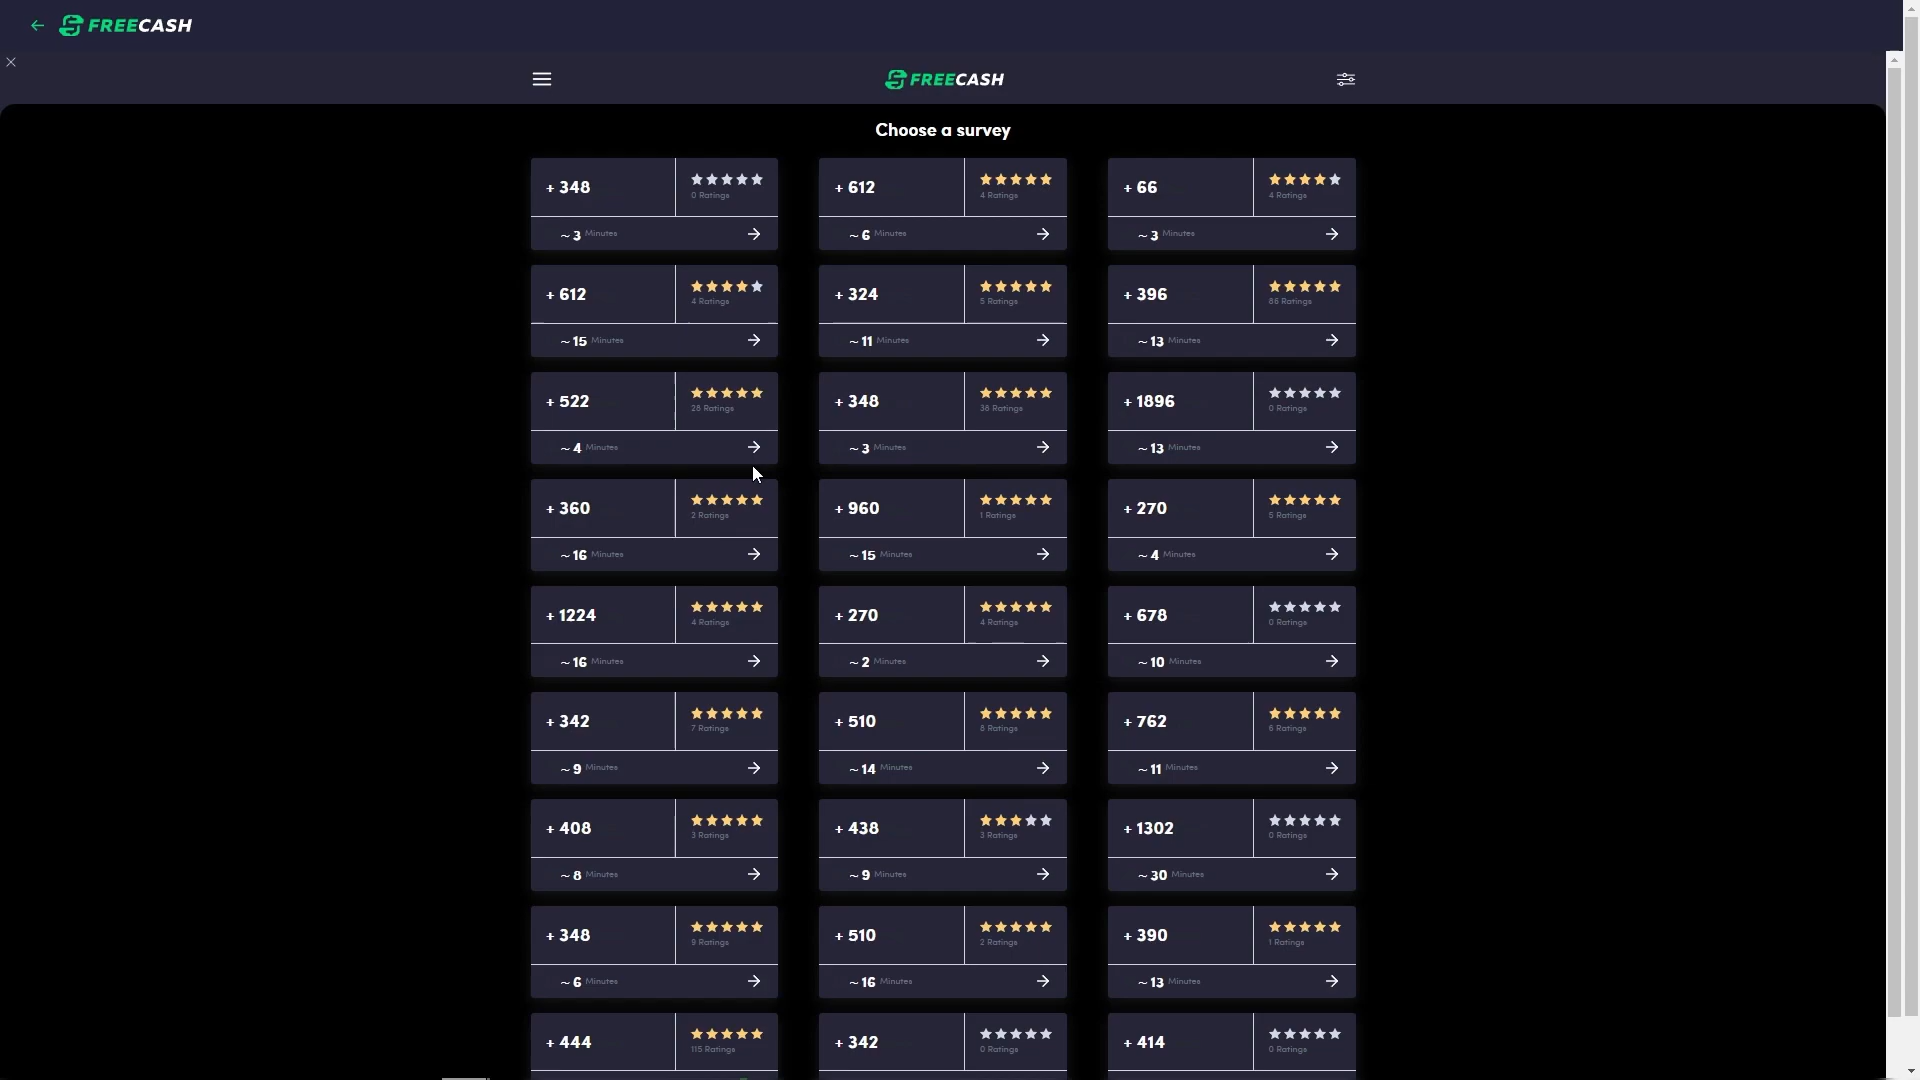 FREECASH
FREECASH
Choose a survey
+ 348
0 Ratings
~ 3 Minutes
+ 612
4 Ratings
~ 6 Minutes
+ 66
4 Ratings
~ 3 Minutes
+ 612
4 Ratings
~ 15 Minutes
+ 324
5 Ratings
~ 11 Minutes
+ 396
86 Ratings
~ 13 Minutes
+ 522
28 Ratings
~ 4 Minutes
+ 348
38 Ratings
~ 3 Minutes
+ 1896
0 Ratings
~ 13 Minutes
+ 360
2 Ratings
~ 16 Minutes
+ 960
1 Ratings
~ 15 Minutes
+ 270
5 Ratings
~ 4 Minutes
+ 1224
4 Ratings
~ 16 Minutes
+ 270
4 Ratings
~ 2 Minutes
+ 678
0 Ratings
~ 10 Minutes
+ 342
7 Ratings
~ 9 Minutes
+ 510
8 Ratings
~ 14 Minutes
+ 762
6 Ratings
~ 11 Minutes
+ 408
3 Ratings
~ 8 Minutes
+ 438
3 Ratings
~ 9 Minutes
+ 1302
0 Ratings
~ 30 Minutes
+ 348
9 Ratings
~ 6 Minutes
+ 510
2 Ratings
~ 16 Minutes
+ 390
1 Ratings
~ 13 Minutes
+ 444
115 Ratings
+ 342
0 Ratings
+ 414
0 Ratings